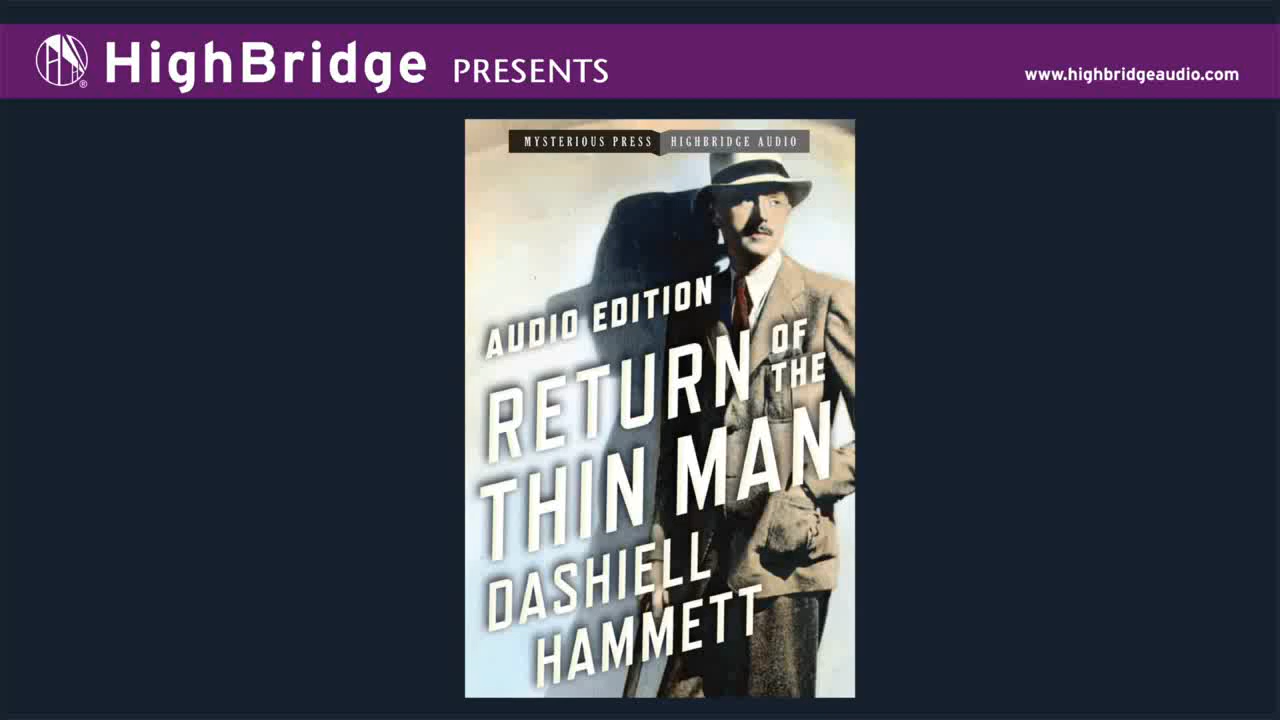 HighBridge PRESENTS
®
www.highbridgeaudio.com
MYSTERIOUS PRESS HIGHBRIDGE AUDIO
AUDIO EDITION
RETURN OF THE
THIN MAN
DASHIELL
HAMMETT